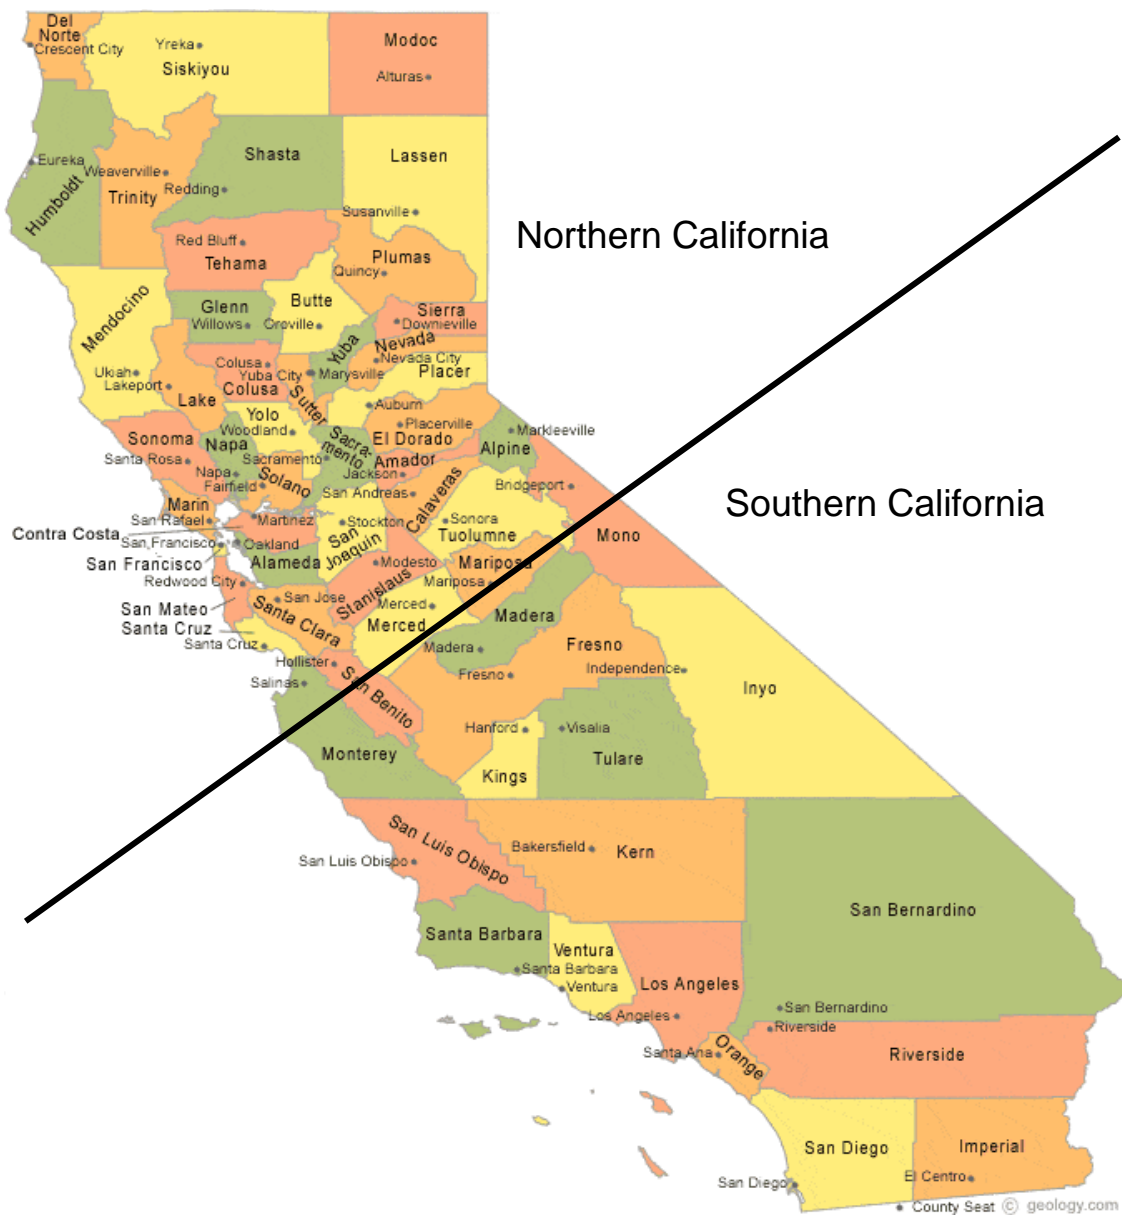 Del
Norte
Crescent City
Yreka
Siskiyou
Modoc
Alturas
Eureka
Humboldt
Weaverville
Trinity
Shasta
Redding
Lassen
Susanville
Northern California
Red Bluff
Tehama
Plumas
Quincy
Mendocino
Ukiah
Glenn
Willows
Butte
Oroville
Sierra
Downieville
Yuba
Nevada
Nevada City
Lakeport
Lake
Colusa
Colusa
Yuba City
Marysville
Sutter
Placer
Auburn
Yolo
Woodland
Placerville
El Dorado
Sonoma
Santa Rosa
Napa
Napa
Sacra-
mento
Sacramento
Alpine
Markleeville
Amador
Jackson
Fairfield
Solano
San Andreas
Calaveras
Bridgeport
Southern California
Marin
San Rafael
Martinez
Contra Costa
Stockton
San
Joaquin
Sonora
Tuolumne
Mono
San Francisco
Oakland
San Francisco
Alameda
Modesto
Stanislaus
Mariposa
Mariposa
Redwood City
San Mateo
San Jose
Santa Clara
Merced
Merced
Santa Cruz
Santa Cruz
Madera
Madera
Hollister
San Benito
Fresno
Fresno
Independence
Inyo
Salinas
Monterey
Hanford
Kings
Visalia
Tulare
San Luis Obispo
San Luis Obispo
Bakersfield
Kern
San Bernardino
Santa Barbara
Santa Barbara
Ventura
Ventura
Los Angeles
Los Angeles
San Bernardino
Riverside
Riverside
Santa Ana
Orange
San Diego
San Diego
Imperial
El Centro
County Seat © geology.com